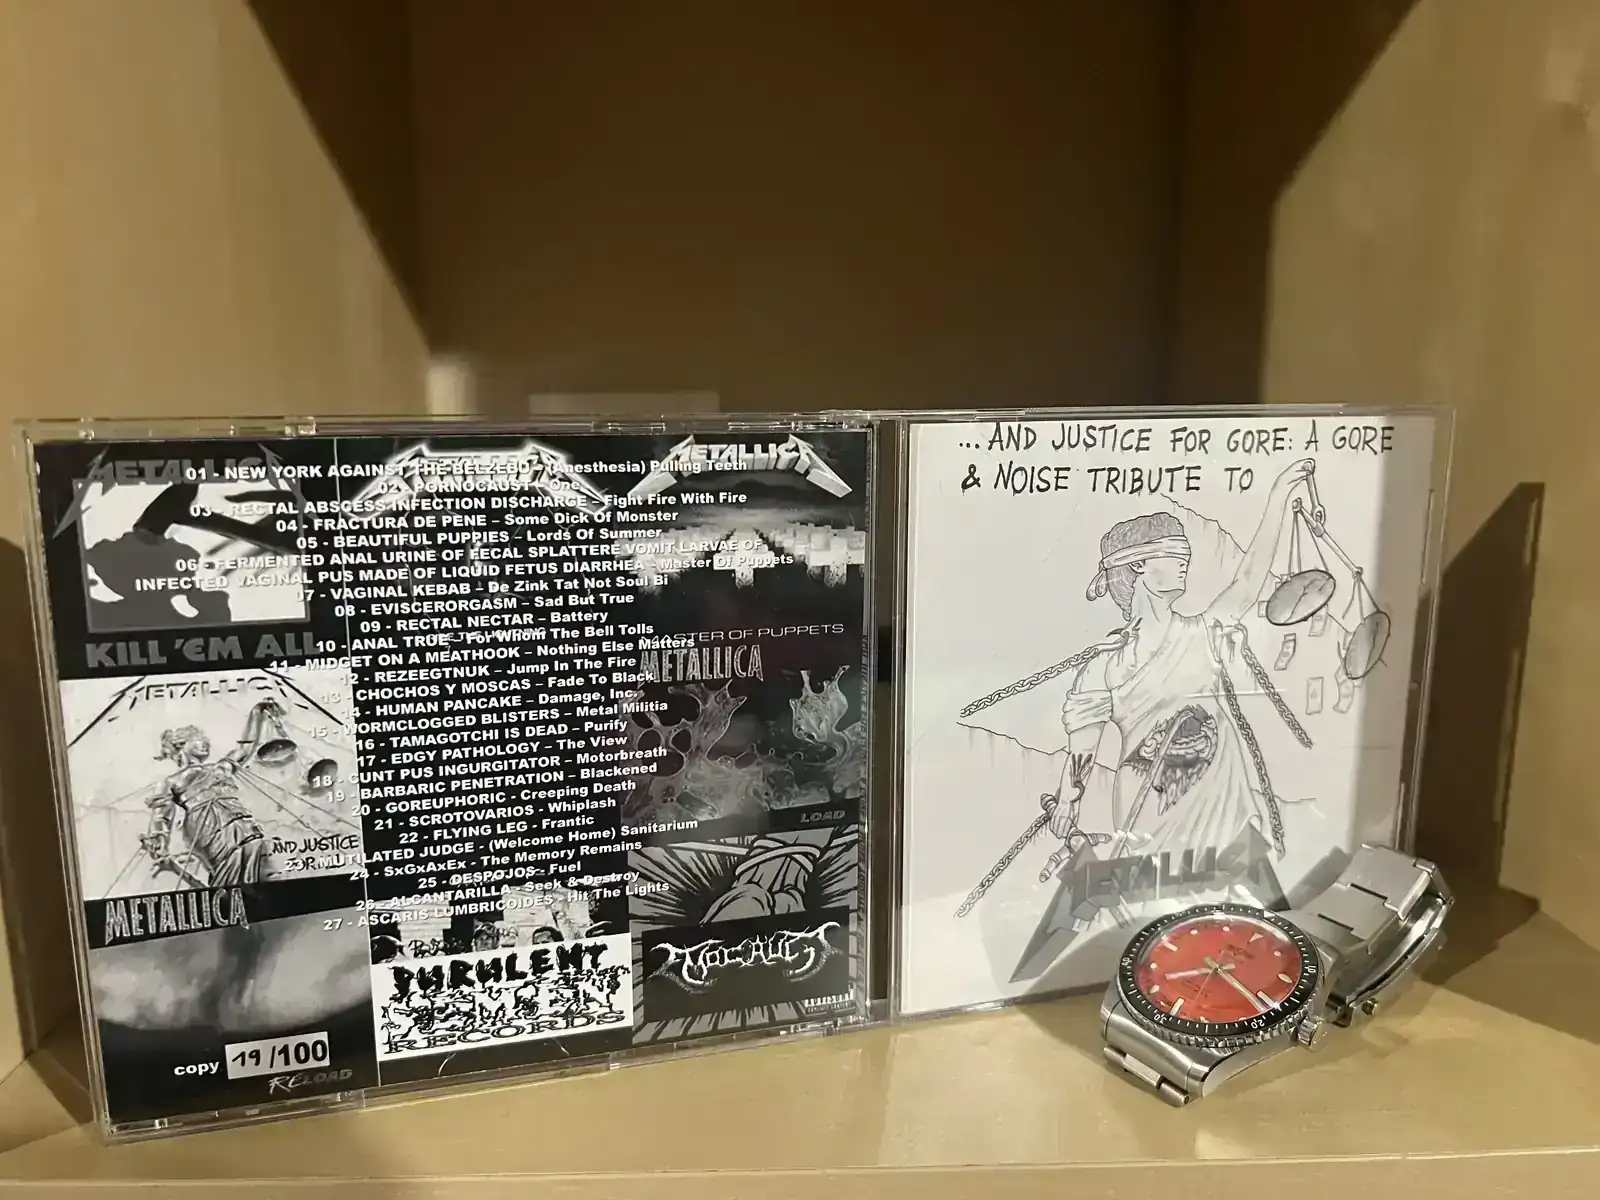 METALLICA
METALLICA
01 - NEW YORK AGAINST THE BELZEBU - (Anesthesia) Pulling Teeth
02 - PORNOCAUST - One
03 - RECTAL ABSCESS INFECTION DISCHARGE - Fight Fire With Fire
04 - FRACTURA DE PENE - Some Dick Of Monster
05 - BEAUTIFUL PUPPIES - Lords Of Summer
06 - FERMENTED ANAL URINE OF FECAL SPLATTERE VOMIT LARVAE OF
INFECTED VAGINAL PUS MADE OF LIQUID FETUS DIARRHEA - Master Of Puppets
07 - VAGINAL KEBAB - De Zink Tat Not Soul Bi
08 - EVISCERORGASM - Sad But True
09 - RECTAL NECTAR - Battery
10 - ANAL TRUE - For Whom The Bell Tolls
11 - MIDGET ON A MEATHOOK - Nothing Else Matters
12 - REZEEGTNUK - Jump In The Fire
13 - CHOCHOS Y MOSCAS - Fade To Black
14 - HUMAN PANCAKE - Damage, Inc.
15 - WORMCLOGGED BLISTERS - Metal Militia
16 - TAMAGOTCHI IS DEAD - Purify
17 - EDGY PATHOLOGY - The View
18 - CUNT PUS INGURGITATOR - Motorbreath
19 - BARBARIC PENETRATION - Blackened
20 - GOREUPHORIC - Creeping Death
21 - SCROTOVARIOS - Whiplash
22 - FLYING LEG - Frantic
MUTILATED JUDGE - (Welcome Home) Sanitarium
24 - SxGxAxEx - The Memory Remains
25 - DESPOJOS - Fuel
26 - ALCANTARILLA - Seek & Destroy
27 - ASCARIS LUMBRICOIDES - Hit The Lights
KILL 'EM ALL
MASTER OF PUPPETS
METALLICA
METALLICA
...AND JUSTICE
LOAD
METALLICA
PURULENT
RECORDS
copy 19/100
RELOAD
...AND JUSTICE FOR GORE: A GORE
& NOISE TRIBUTE TO